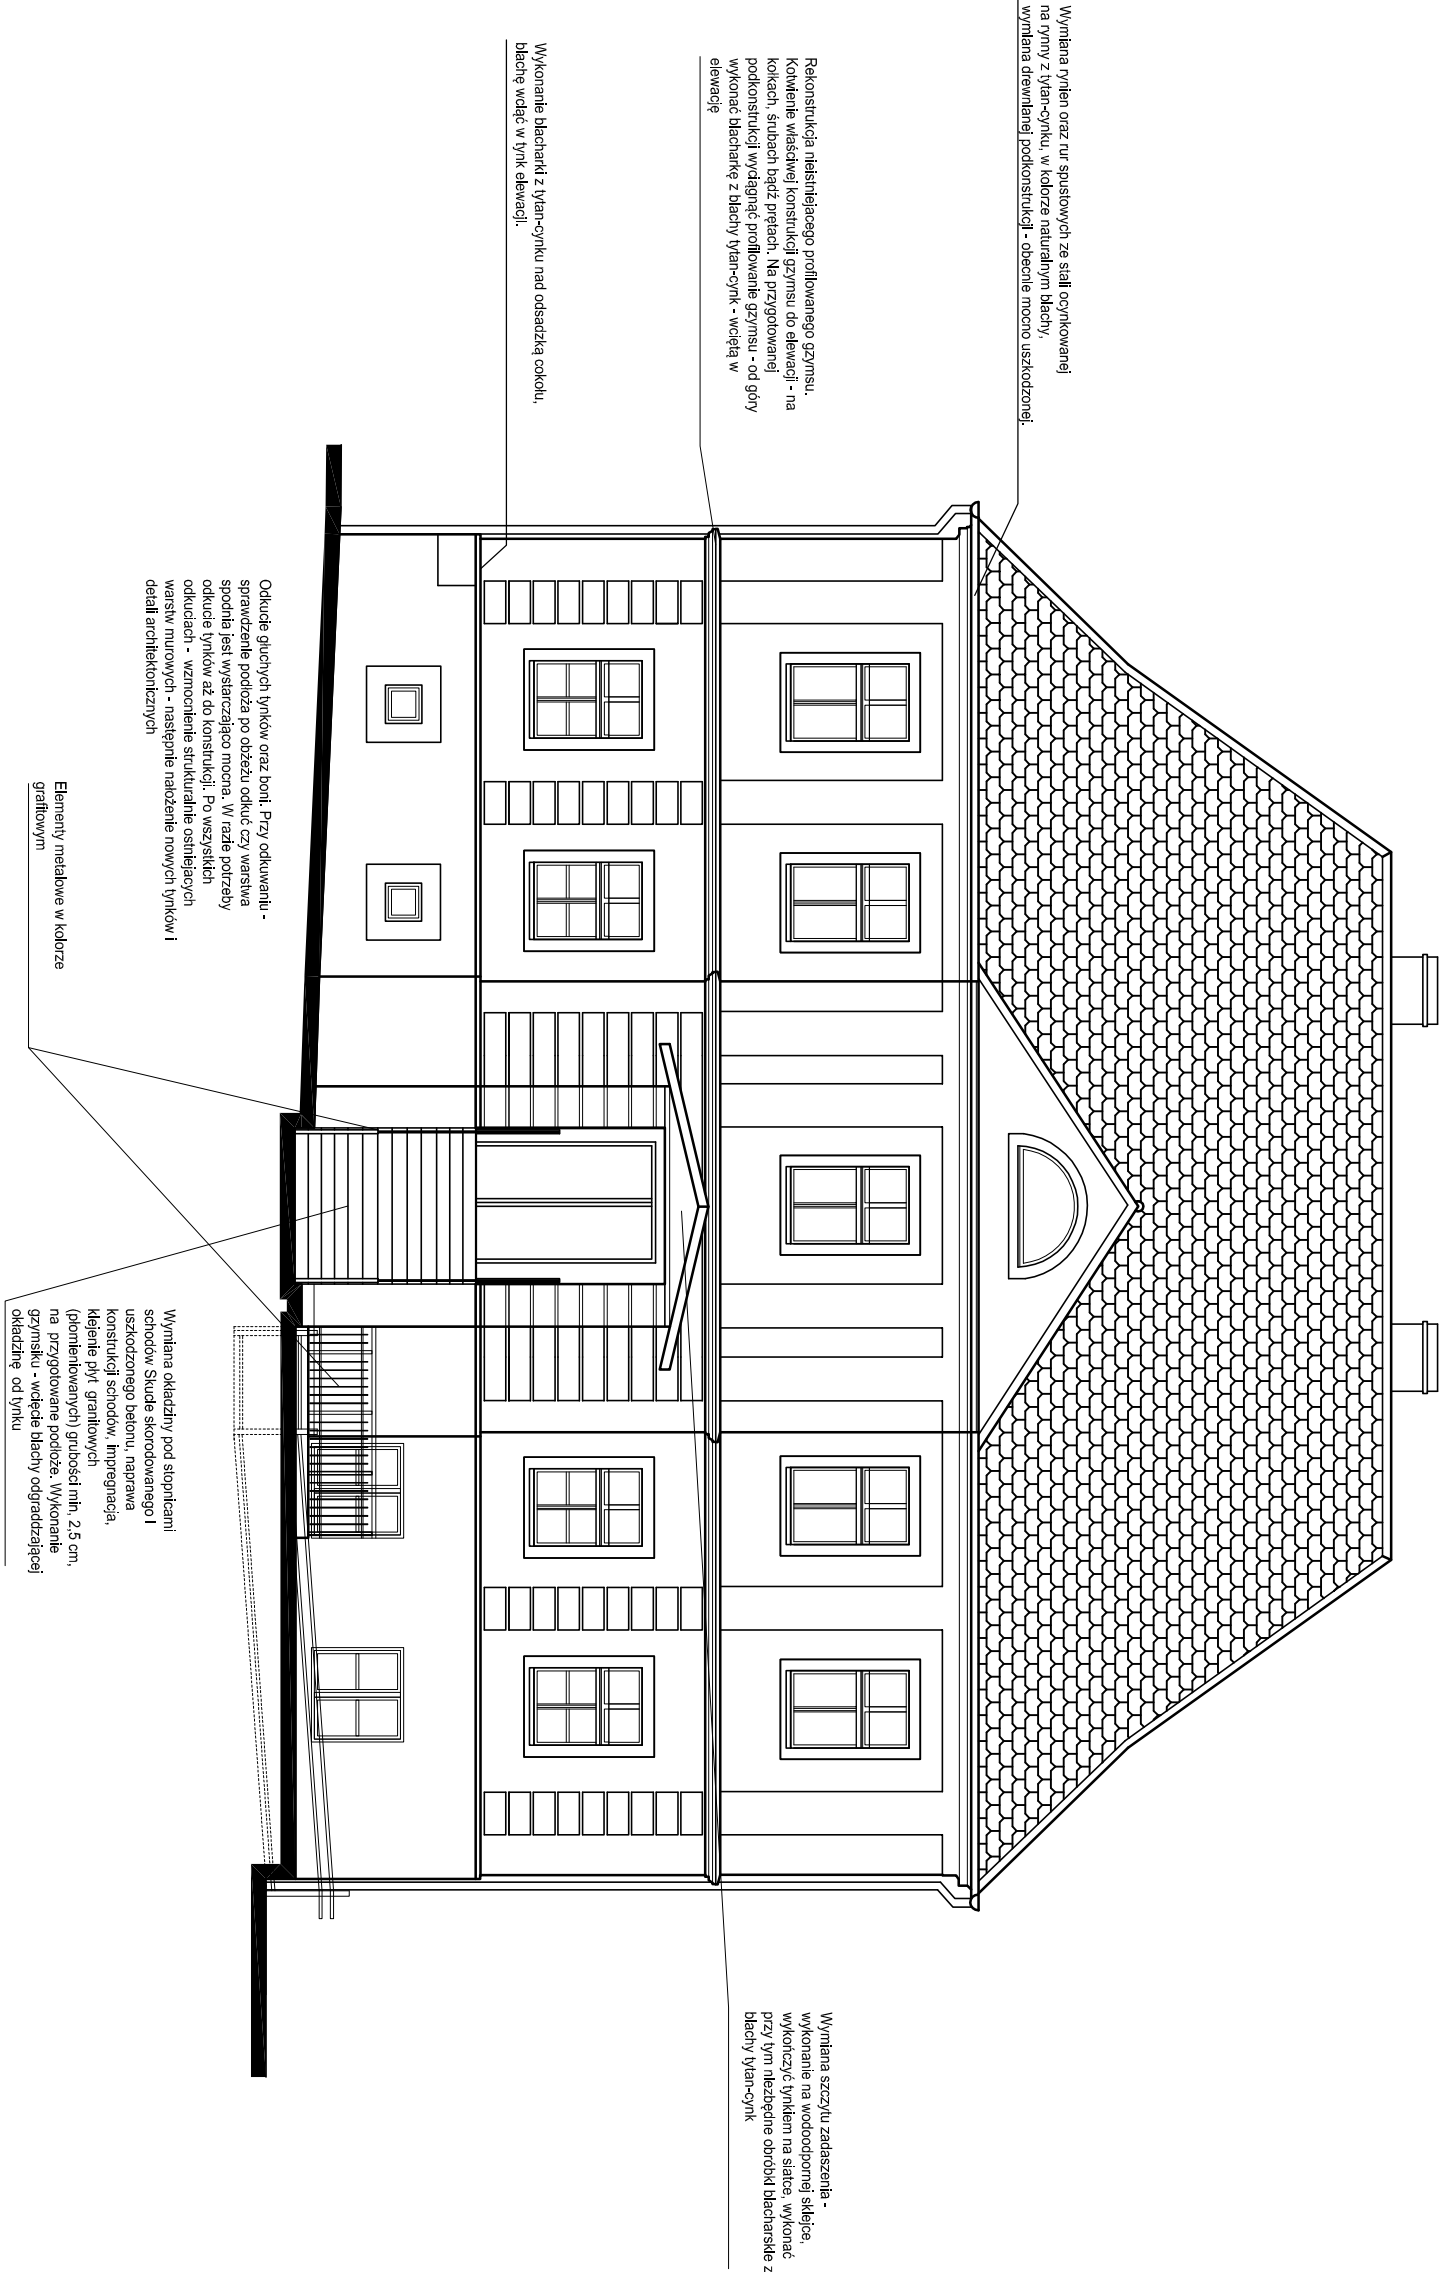 Wymiana rynien oraz rur spustowych ze stali ocynkowanej
na rynny z tytan-cynku, w kolorze naturalnym blachy,
wymiana drewnianej podkonstrukcji - obecnie mocno uszkodzonej.
Rekonstrukcja nieistniejacego profilowanego gzymsu.
Kotwienie właściwej konstrukcji gzymsu do elewacji - na
kołkach, śrubach bądź prętach. Na przygotowanej
podkonstrukcji wyciągnąć profilowanie gzymsu - od góry
wykonać blacharkę z blachy tytan-cynk - wciętą w
elewację
Wykonanie blacharki z tytan-cynku nad odsadzką cokołu,
blachę wciąć w tynk elewacji.
Odkucie głuchych tynków oraz boni. Przy odkuwaniu -
sprawdzenie podłoża po obżeżu odkuć czy warstwa
spodnia jest wystarczająco mocna. W razie potrzeby
odkucie tynków aż do konstrukcji. Po wszystkich
odkuciach - wzmocnienie strukturalnie ostniejacych
warstw murowych - następnie nałożenie nowych tynków i
detali architektonicznych
Elementy metalowe w kolorze
grafitowym
Wymiana okładziny pod stopnicami
schodów Skucie skorodowanego i
uszkodzonego betonu, naprawa
konstrukcji schodów, impregnacja,
klejenie płyt granitowych
(płomieniowanych) grubości min. 2,5 cm,
na przygotowane podłoże. Wykonanie
gzymsiku - wcięcie blachy odgraddzającej
okładzinę od tynku
Wymiana szczytu zadaszenia -
wykonanie na wodoodpornej sklejce,
wykończyć tynkiem na siatce, wykonać
przy tym niezbędne obróbki blacharskie z
blachy tytan-cynk